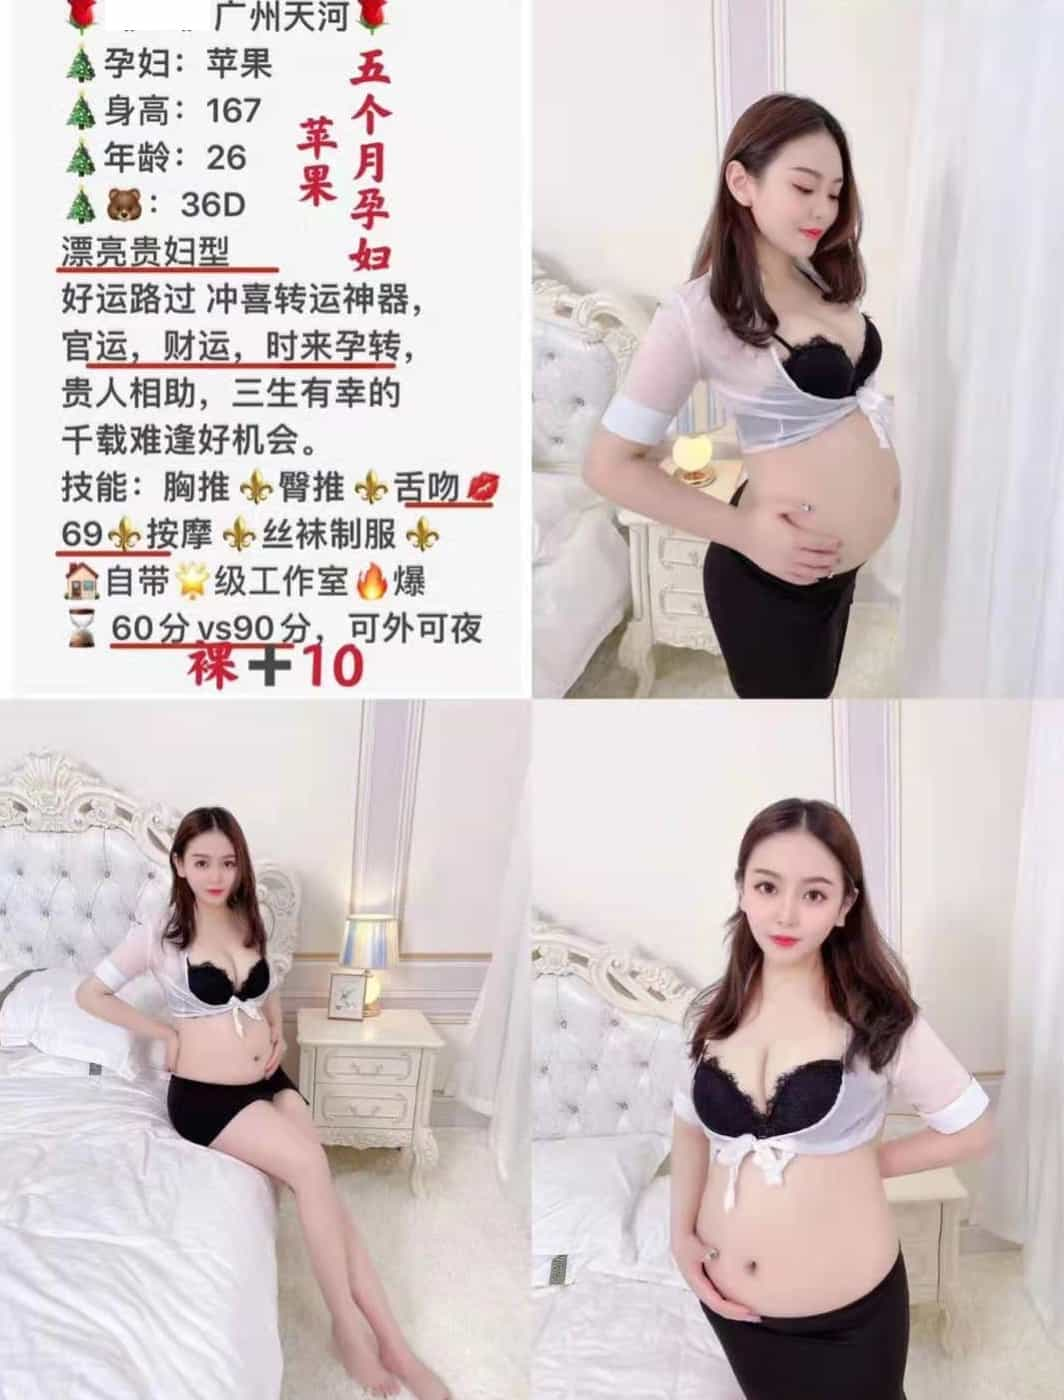 广州天河
孕妇：苹果
身高：167
年龄：26
：36D
漂亮贵妇型
好运路过 冲喜转运神器，
官运，财运，时来孕转，
贵人相助，三生有幸的
千载难逢好机会。
技能：胸推 臀推 舌吻
69 按摩 丝袜制服
自带 级工作室 爆
60分vs90分，可外可夜
裸➕10
苹果
五个月孕妇